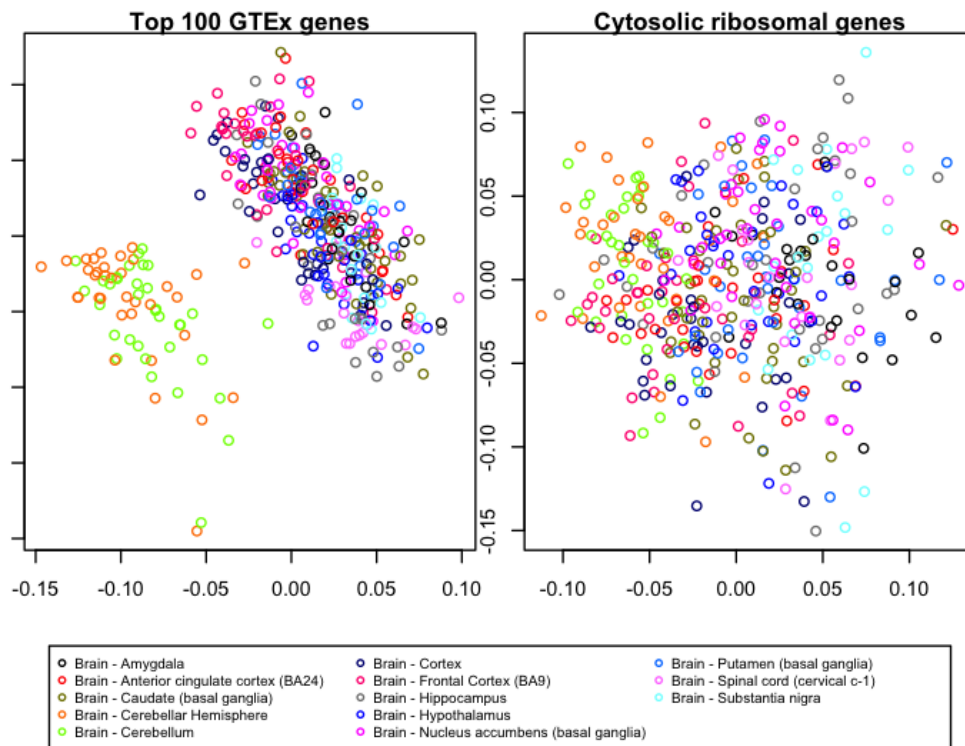 Top 100 GTEx genes
Cytosolic ribosomal genes
0.10
0.05
0.00
-0.05
-0.10
-0.15
-0.15 -0.10 -0.05 0.00 0.05 0.10
-0.10 -0.05 0.00 0.05 0.10
Brain - Amygdala
Brain - Anterior cingulate cortex (BA24)
Brain - Caudate (basal ganglia)
Brain - Cerebellar Hemisphere
Brain - Cerebellum
Brain - Cortex
Brain - Frontal Cortex (BA9)
Brain - Hippocampus
Brain - Hypothalamus
Brain - Nucleus accumbens (basal ganglia)
Brain - Putamen (basal ganglia)
Brain - Spinal cord (cervical c-1)
Brain - Substantia nigra